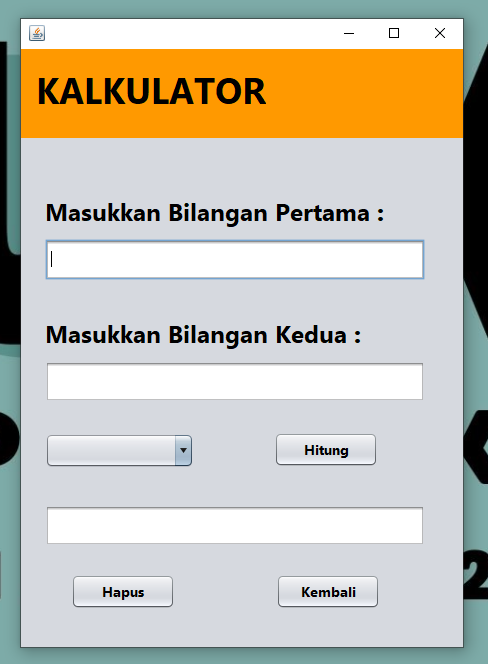 KALKULATOR
Masukkan Bilangan Pertama :
Masukkan Bilangan Kedua :
Hitung
Hapus Kembali